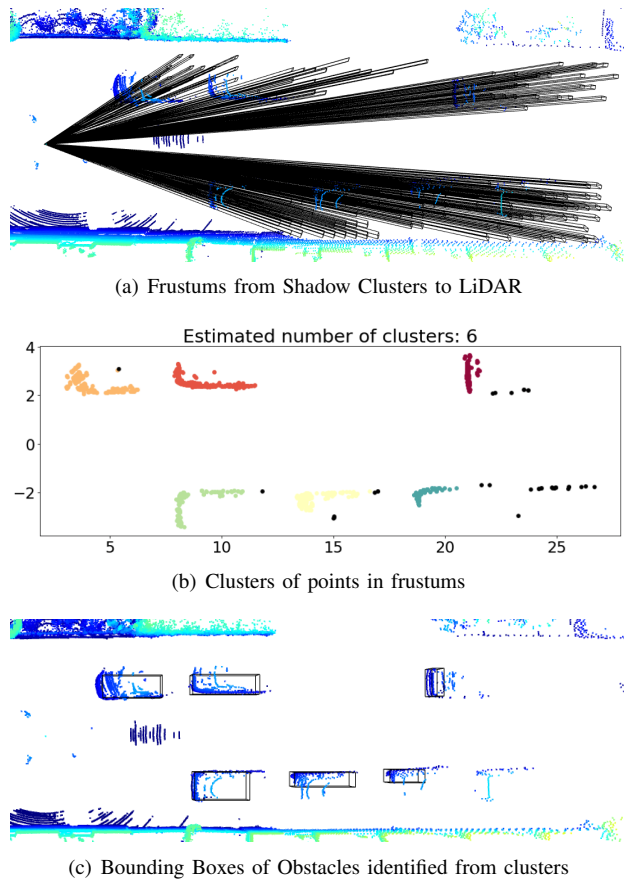 (a) Frustums from Shadow Clusters to LiDAR
Estimated number of clusters: 6
4
2
0
−2
5
10
15
20
25
(b) Clusters of points in frustums
(c) Bounding Boxes of Obstacles identified from clusters